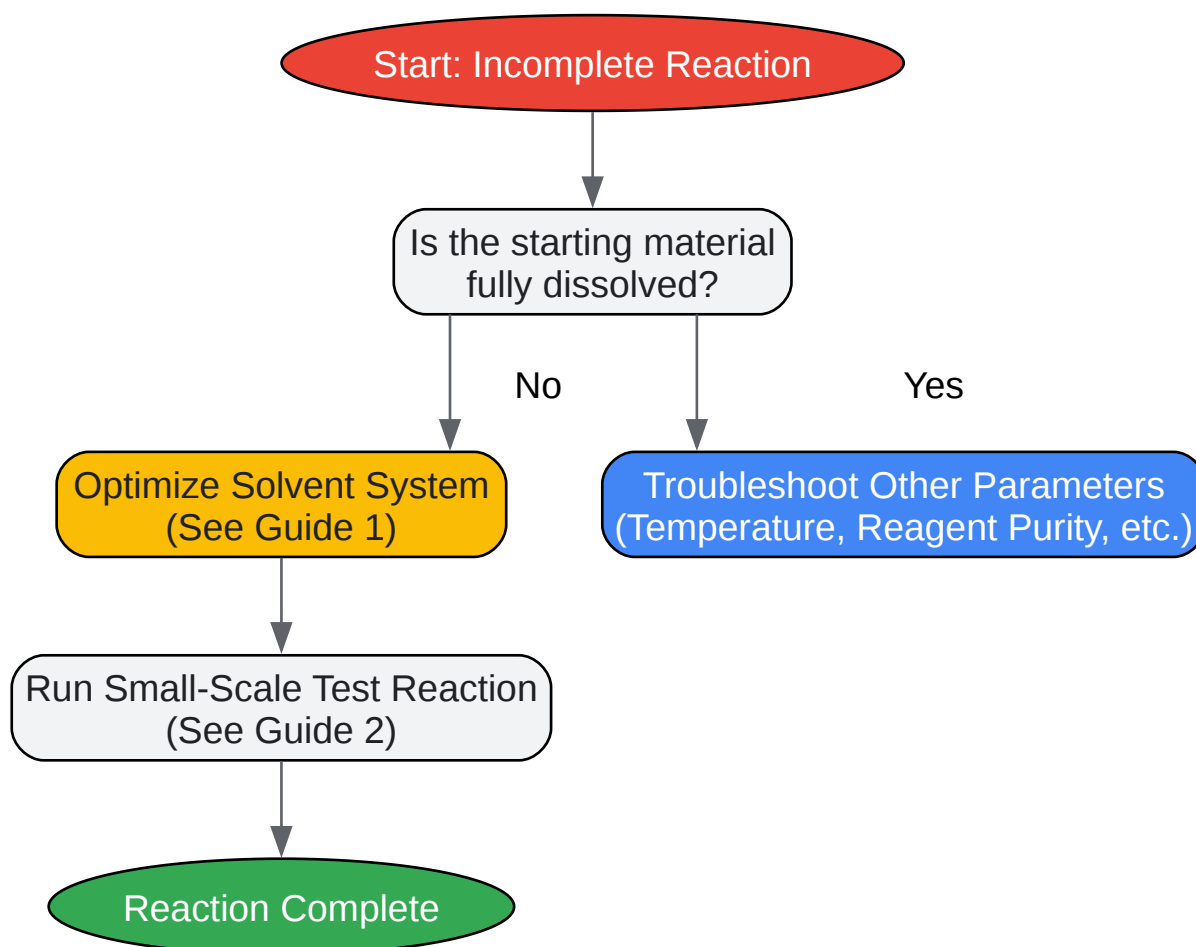 Start: Incomplete Reaction
Is the starting material
fully dissolved?
No
Yes
Optimize Solvent System
(See Guide 1)
Troubleshoot Other Parameters
(Temperature, Reagent Purity, etc.)
Run Small-Scale Test Reaction
(See Guide 2)
Reaction Complete